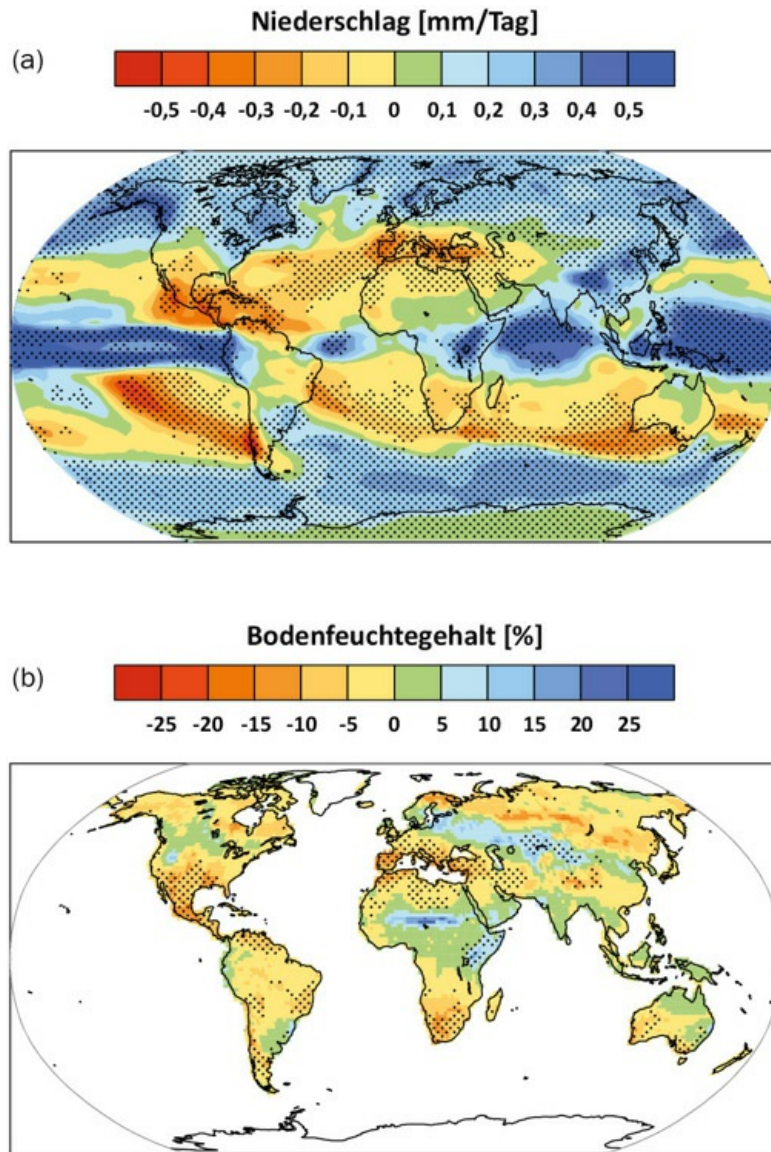 Niederschlag [mm/Tag]
(a)
-0,5 -0,4 -0,3 -0,2 -0,1 0 0,1 0,2 0,3 0,4 0,5
Bodenfeuchtegehalt [%]
(b)
-25 -20 -15 -10 -5 0 5 10 15 20 25